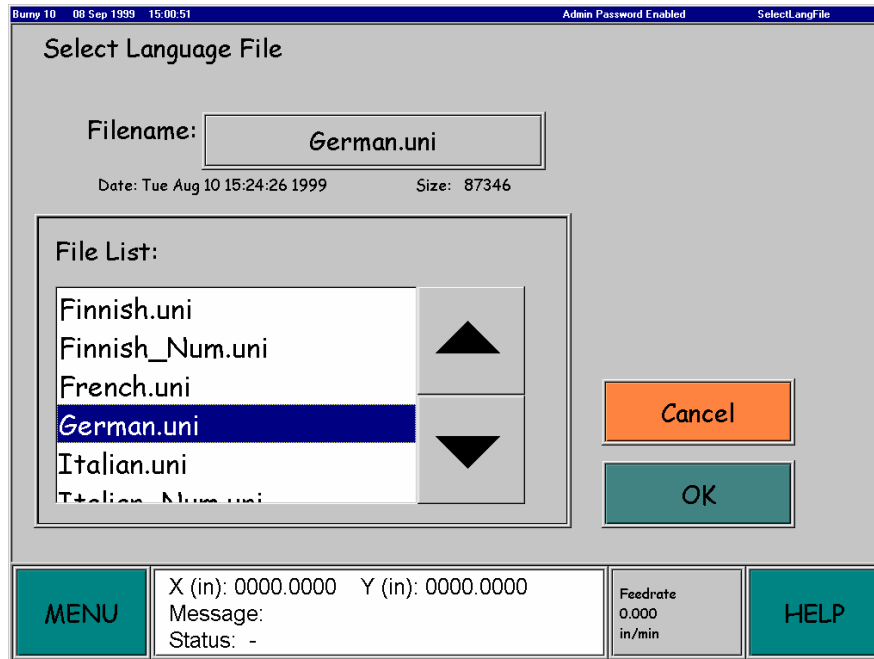 Burny 10 08 Sep 1999 15:00:51 Admin Password Enabled SelectLangFile
Select Language File
Filename: German.uni
Date: Tue Aug 10 15:24:26 1999 Size: 87346
File List:
Finnish.uni
Finnish_Num.uni
French.uni
German.uni
Italian.uni
Italian_Num.uni
Cancel
OK
MENU
X (in): 0000.0000 Y (in): 0000.0000
Message:
Status: -
Feedrate
0.000
in/min
HELP